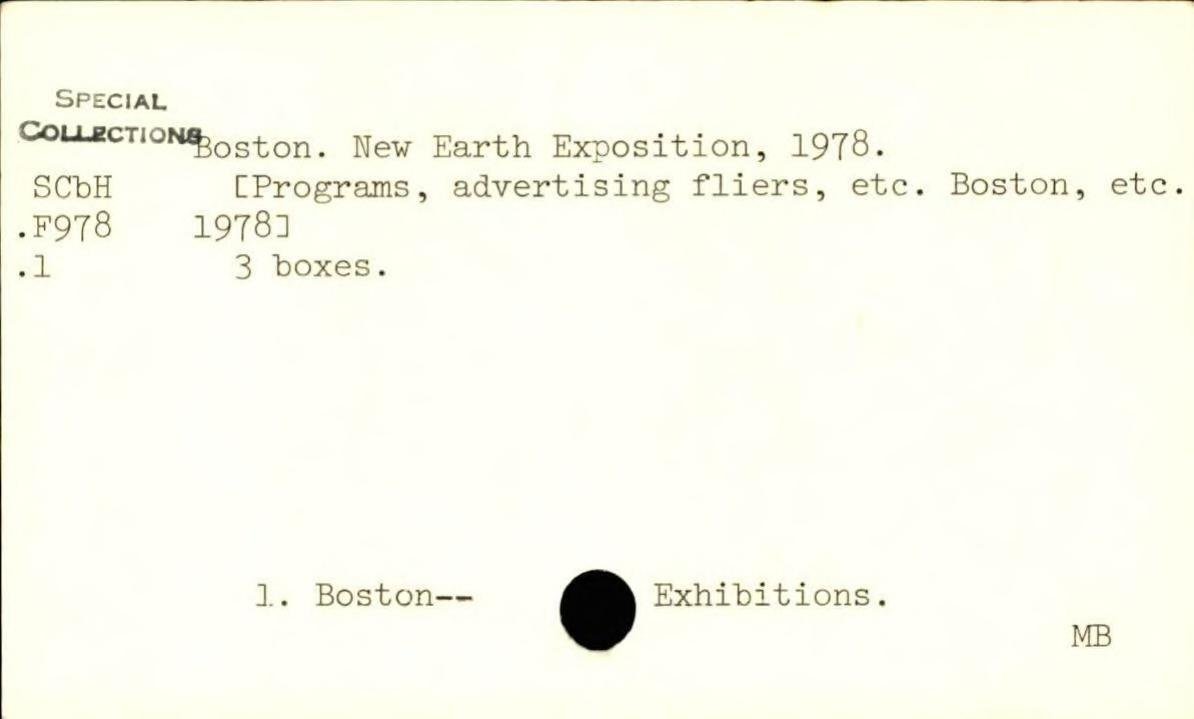 SPECIAL
COLLECTIONS
Boston. New Earth Exposition, 1978.
SCbH [Programs, advertising fliers, etc. Boston, etc.
.F978 1978]
.1 3 boxes.
1. Boston-- Exhibitions.
MB